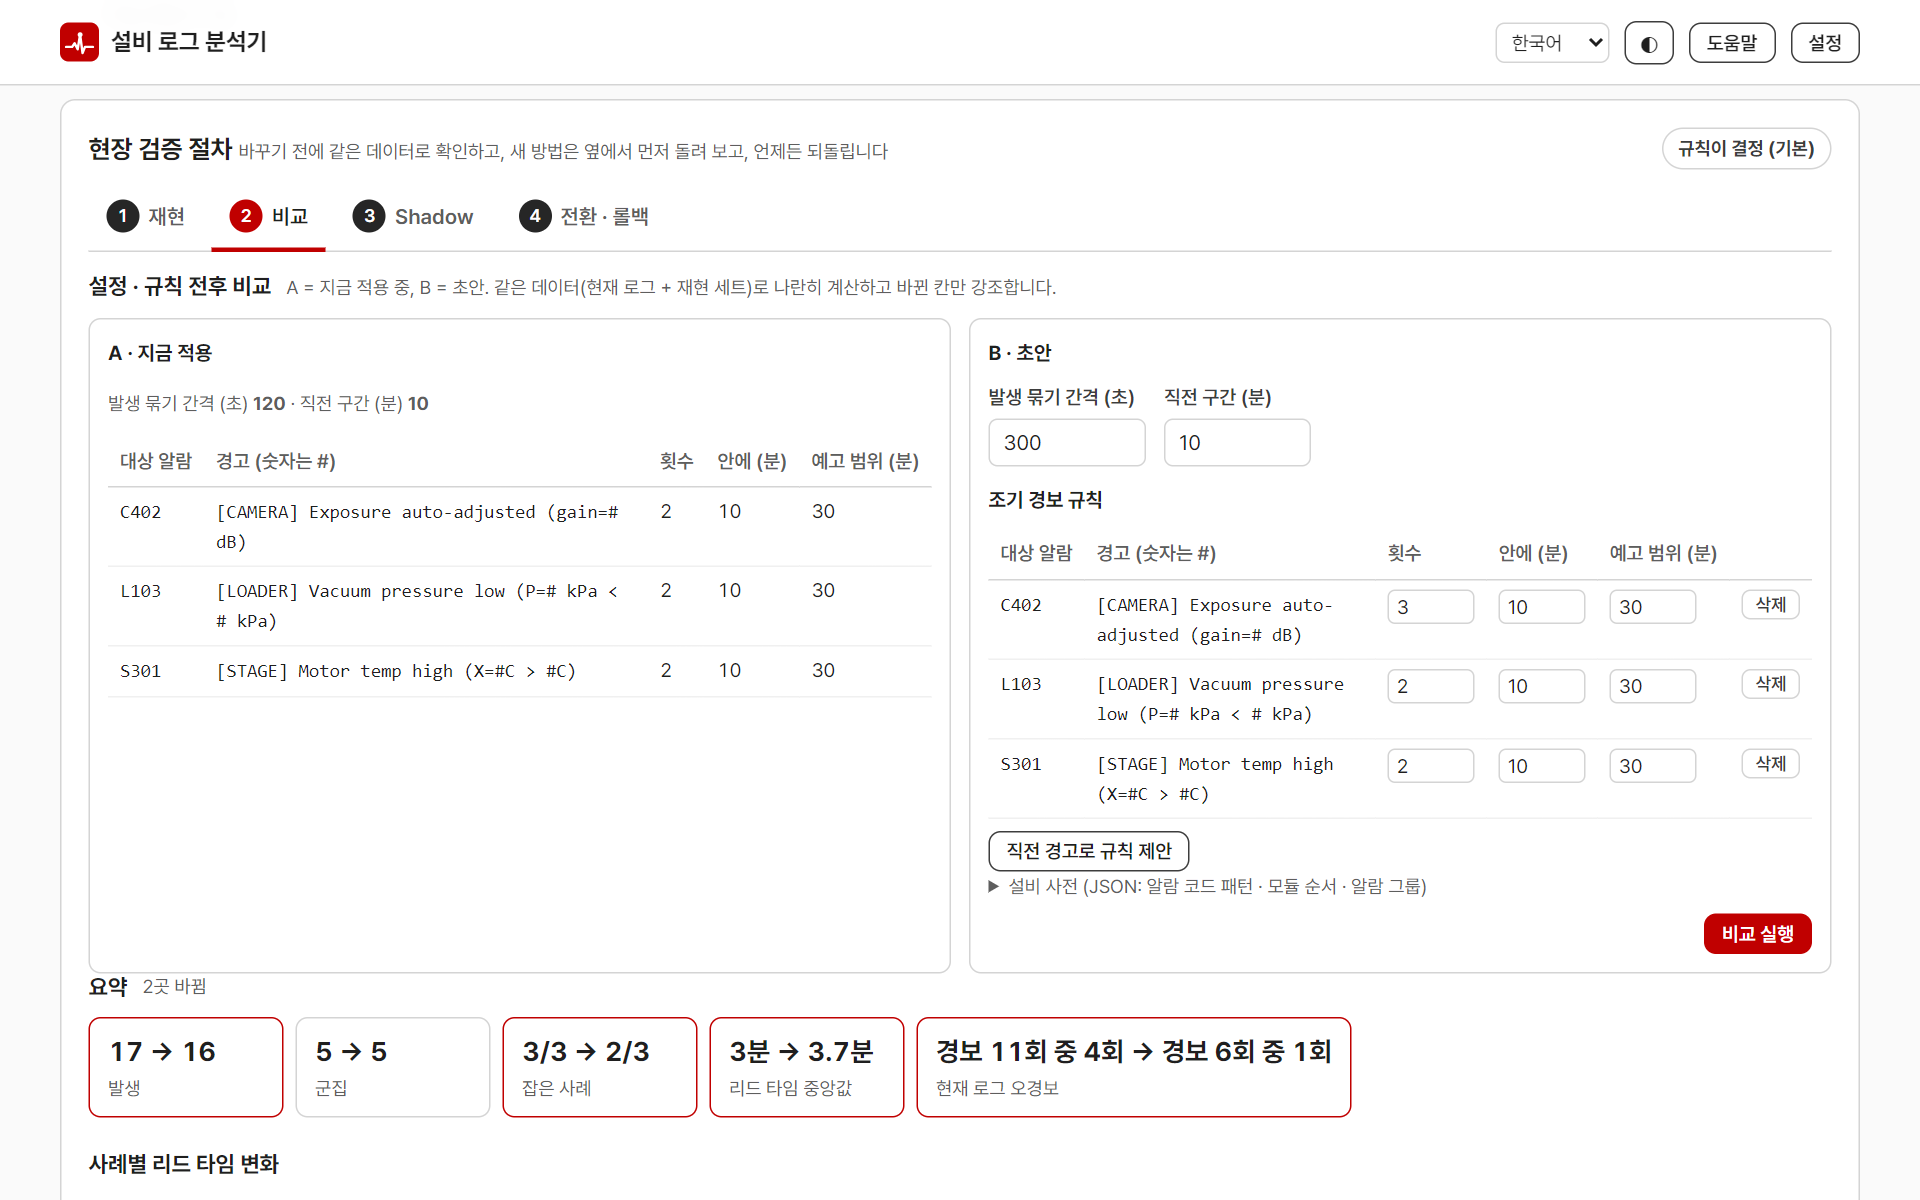 설비 로그 분석기
한국어
도움말
설정
현장 검증 절차 바꾸기 전에 같은 데이터로 확인하고, 새 방법은 옆에서 먼저 돌려 보고, 언제든 되돌립니다
규칙이 결정 (기본)
1 재현
2 비교
3 Shadow
4 전환 · 롤백
설정 · 규칙 전후 비교 A = 지금 적용 중, B = 초안. 같은 데이터(현재 로그 + 재현 세트)로 나란히 계산하고 바뀐 칸만 강조합니다.
A · 지금 적용
발생 묶기 간격 (초) 120 · 직전 구간 (분) 10
대상 알람 경고 (숫자는 #) 횟수 안에 (분) 예고 범위 (분)
C402 [CAMERA] Exposure auto-adjusted (gain=# 2 10 30
dB)
L103 [LOADER] Vacuum pressure low (P=# kPa < 2 10 30
# kPa)
S301 [STAGE] Motor temp high (X=#C > #C) 2 10 30
B · 초안
발생 묶기 간격 (초) 직전 구간 (분)
300 10
조기 경보 규칙
대상 알람 경고 (숫자는 #) 횟수 안에 (분) 예고 범위 (분)
C402 [CAMERA] Exposure auto- 3 10 30 삭제
adjusted (gain=# dB)
L103 [LOADER] Vacuum pressure 2 10 30 삭제
low (P=# kPa < # kPa)
S301 [STAGE] Motor temp high 2 10 30 삭제
(X=#C > #C)
직전 경고로 규칙 제안
▶ 설비 사전 (JSON: 알람 코드 패턴 · 모듈 순서 · 알람 그룹)
비교 실행
요약 2곳 바뀜
17 → 16
발생
5 → 5
군집
3/3 → 2/3
잡은 사례
3분 → 3.7분
리드 타임 중앙값
경보 11회 중 4회 → 경보 6회 중 1회
현재 로그 오경보
사례별 리드 타임 변화